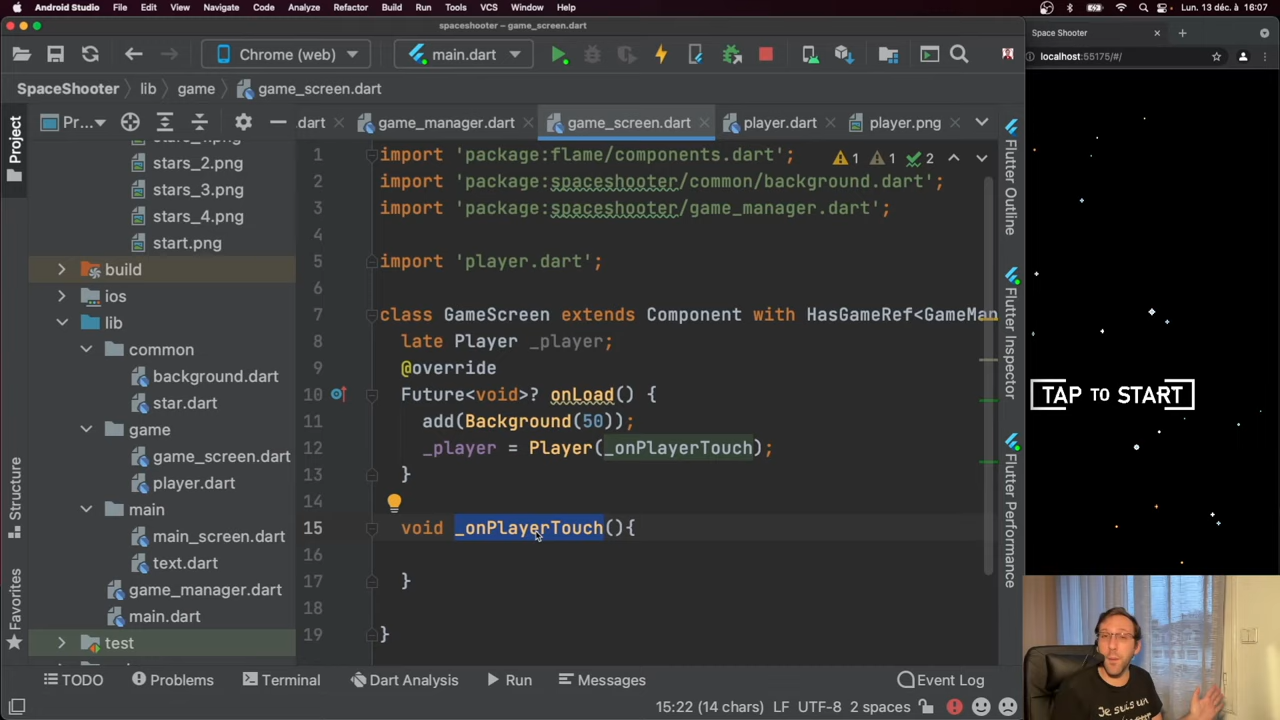 Android Studio File Edit View Navigate Code Analyze Refactor Build Run Tools VCS Window Help Lun. 13 déc. à 16:07
spaceshooter – game_screen.dart
Space Shooter
Chrome (web) main.dart
localhost:55175/#/
SpaceShooter lib game game_screen.dart
Project
Pr... .dart game_manager.dart game_screen.dart player.dart player.png
stars_2.png
stars_3.png
stars_4.png
start.png
build
ios
lib
common
background.dart
star.dart
game
game_screen.dart
player.dart
main
main_screen.dart
text.dart
game_manager.dart
main.dart
test
Structure
Favorites
1 import 'package:flame/components.dart'; 1 1 2
2 import 'package:spaceshooter/common/background.dart';
3 import 'package:spaceshooter/game_manager.dart';
4
5 import 'player.dart';
6
7 class GameScreen extends Component with HasGameRef<GameMan
8 late Player _player;
9 @override
10 Future<void>? onLoad() {
11 add(Background(50));
12 _player = Player(_onPlayerTouch);
13 }
14
15 void _onPlayerTouch(){
16
17 }
18
19 }
Flutter Outline
Flutter Inspector
Flutter Performance
TAP TO START
Je suis un
TODO Problems Terminal Dart Analysis Run Messages Event Log
15:22 (14 chars) LF UTF-8 2 spaces